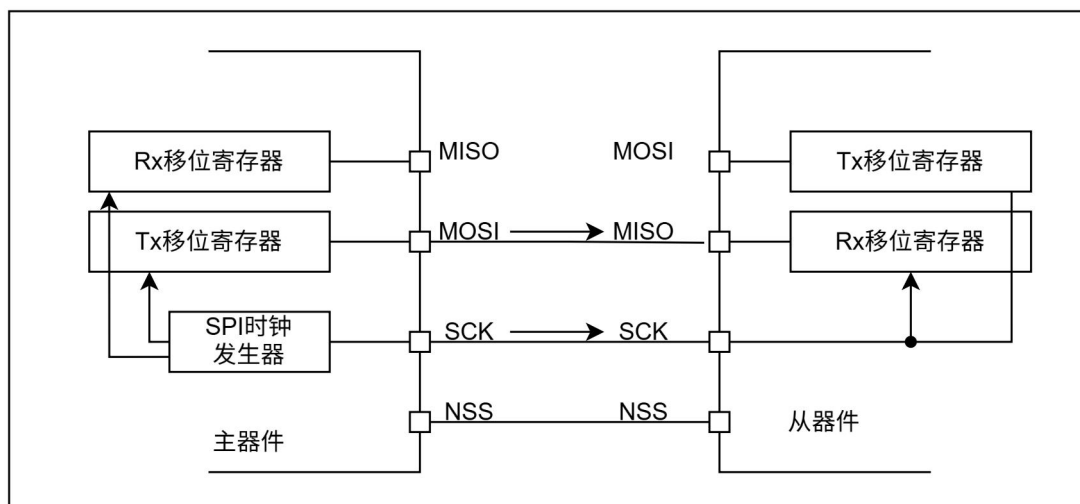 Rx移位寄存器
MISO
MOSI
Tx移位寄存器
Tx移位寄存器
MOSI
MISO
Rx移位寄存器
SPI时钟
发生器
SCK
SCK
NSS
NSS
主器件
从器件